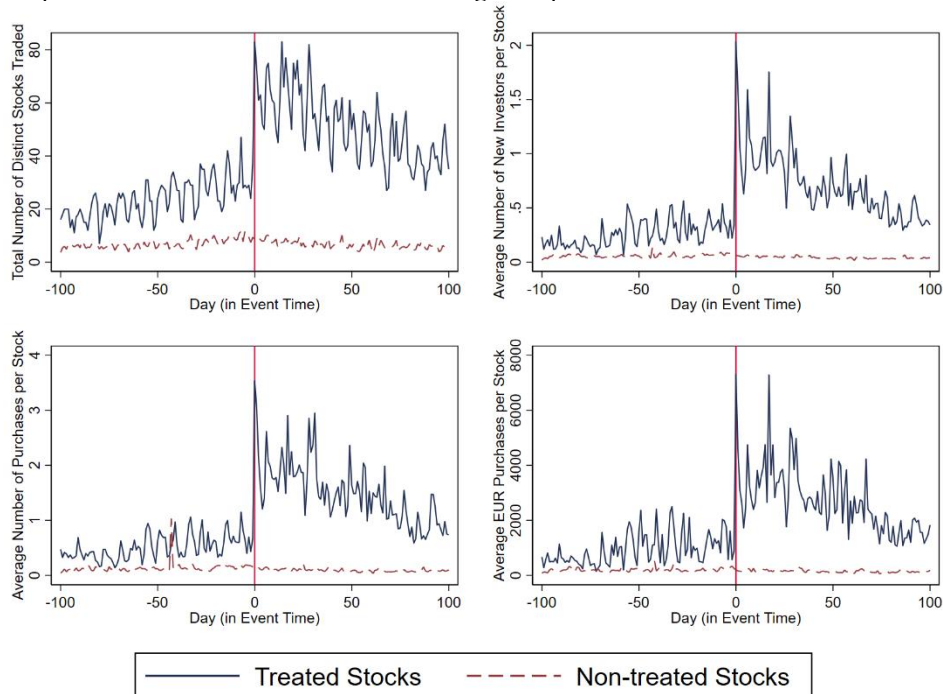 Total Number of Distinct Stocks Traded
80
60
40
20
0
-100 -50 0 50 100
Day (in Event Time)
Average Number of New Investors per Stock
2
1.5
1
.5
0
-100 -50 0 50 100
Day (in Event Time)
Average Number of Purchases per Stock
4
3
2
1
0
-100 -50 0 50 100
Day (in Event Time)
Average EUR Purchases per Stock
8000
6000
4000
2000
0
-100 -50 0 50 100
Day (in Event Time)
Treated Stocks Non-treated Stocks